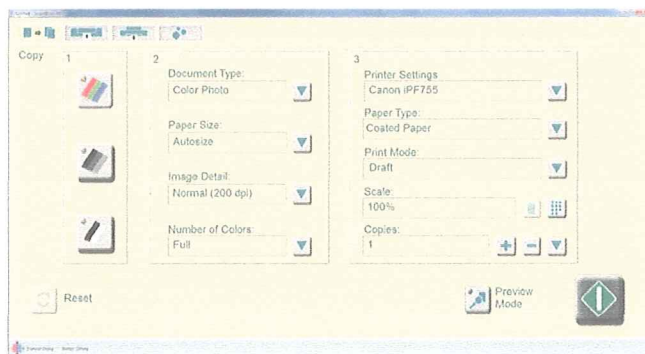 Copy
1
2
3
Document Type:
Color Photo
Paper Size:
Autosize
Image Detail:
Normal (200 dpi)
Number of Colors:
Full
Printer Settings
Canon iPF755
Paper Type:
Coated Paper
Print Mode:
Draft
Scale:
100%
Copies:
1
Reset
Preview
Mode